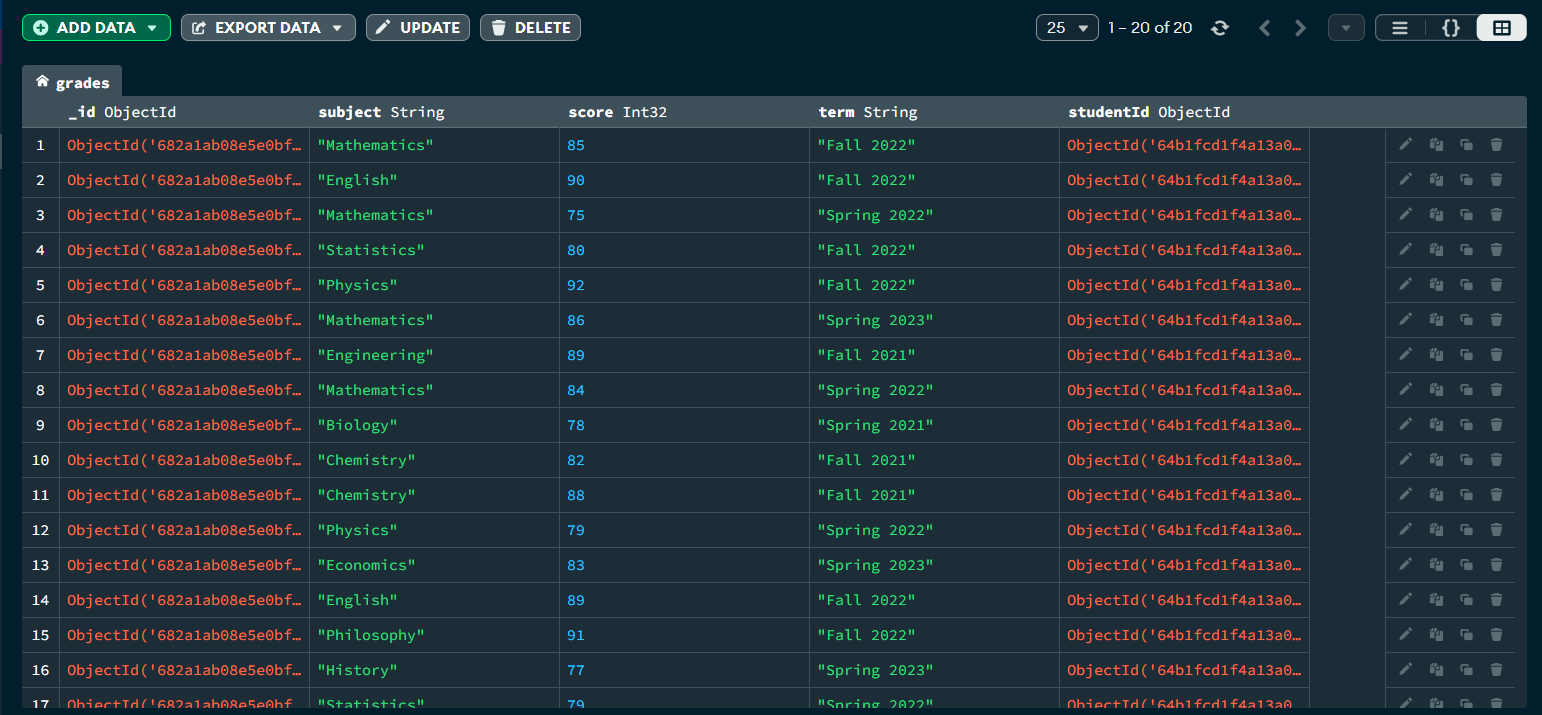 ADD DATA EXPORT DATA UPDATE DELETE 25 1 – 20 of 20 {}
grades
_id ObjectId subject String score Int32 term String studentId ObjectId
1 ObjectId('682a1ab08e5e0bf… "Mathematics" 85 "Fall 2022" ObjectId('64b1fcd1f4a13a0…
2 ObjectId('682a1ab08e5e0bf… "English" 90 "Fall 2022" ObjectId('64b1fcd1f4a13a0…
3 ObjectId('682a1ab08e5e0bf… "Mathematics" 75 "Spring 2022" ObjectId('64b1fcd1f4a13a0…
4 ObjectId('682a1ab08e5e0bf… "Statistics" 80 "Fall 2022" ObjectId('64b1fcd1f4a13a0…
5 ObjectId('682a1ab08e5e0bf… "Physics" 92 "Fall 2022" ObjectId('64b1fcd1f4a13a0…
6 ObjectId('682a1ab08e5e0bf… "Mathematics" 86 "Spring 2023" ObjectId('64b1fcd1f4a13a0…
7 ObjectId('682a1ab08e5e0bf… "Engineering" 89 "Fall 2021" ObjectId('64b1fcd1f4a13a0…
8 ObjectId('682a1ab08e5e0bf… "Mathematics" 84 "Spring 2022" ObjectId('64b1fcd1f4a13a0…
9 ObjectId('682a1ab08e5e0bf… "Biology" 78 "Spring 2021" ObjectId('64b1fcd1f4a13a0…
10 ObjectId('682a1ab08e5e0bf… "Chemistry" 82 "Fall 2021" ObjectId('64b1fcd1f4a13a0…
11 ObjectId('682a1ab08e5e0bf… "Chemistry" 88 "Fall 2021" ObjectId('64b1fcd1f4a13a0…
12 ObjectId('682a1ab08e5e0bf… "Physics" 79 "Spring 2022" ObjectId('64b1fcd1f4a13a0…
13 ObjectId('682a1ab08e5e0bf… "Economics" 83 "Spring 2023" ObjectId('64b1fcd1f4a13a0…
14 ObjectId('682a1ab08e5e0bf… "English" 89 "Fall 2022" ObjectId('64b1fcd1f4a13a0…
15 ObjectId('682a1ab08e5e0bf… "Philosophy" 91 "Fall 2022" ObjectId('64b1fcd1f4a13a0…
16 ObjectId('682a1ab08e5e0bf… "History" 77 "Spring 2023" ObjectId('64b1fcd1f4a13a0…
17 ObjectId('682a1ab08e5e0bf… "Statistics" 79 "Spring 2022" ObjectId('64b1fcd1f4a13a0…